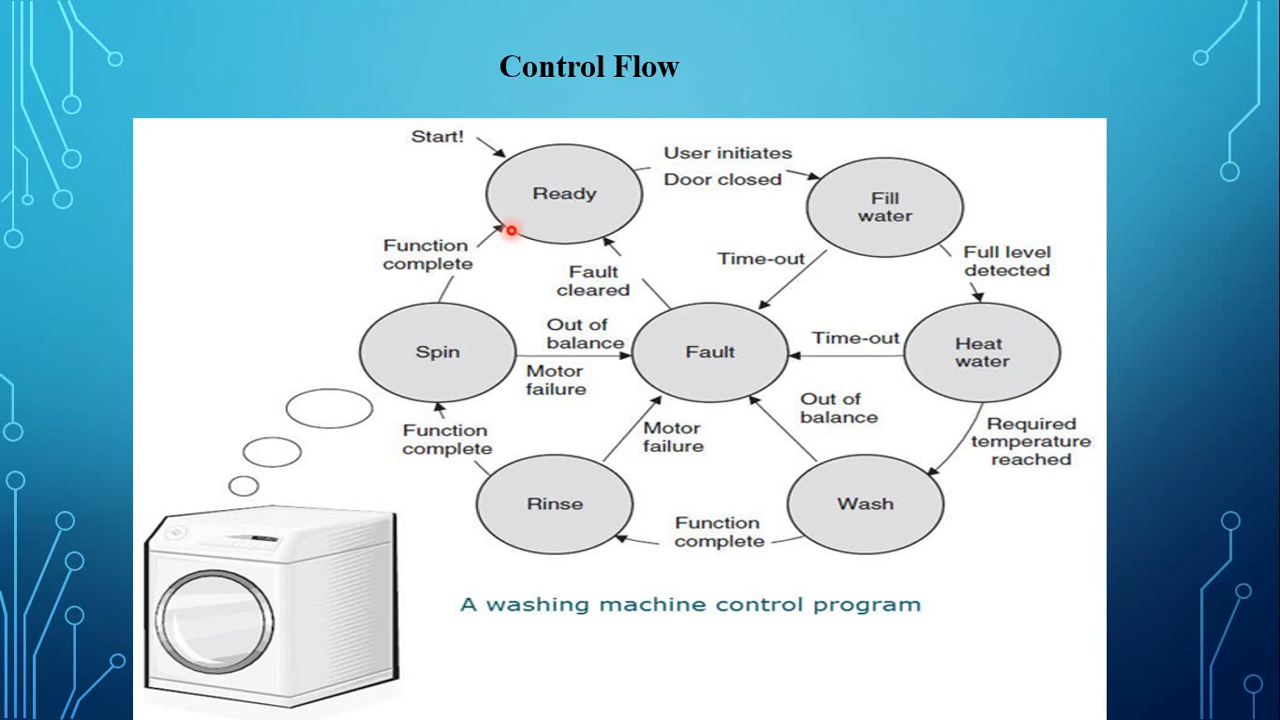 Control Flow
Start!
Ready
User initiates
Door closed
Fill
water
Function
complete
Fault
cleared
Time-out
Full level
detected
Spin
Out of
balance
Motor
failure
Fault
Time-out
Heat
water
Function
complete
Motor
failure
Out of
balance
Required
temperature
reached
Rinse
Function
complete
Wash
A washing machine control program